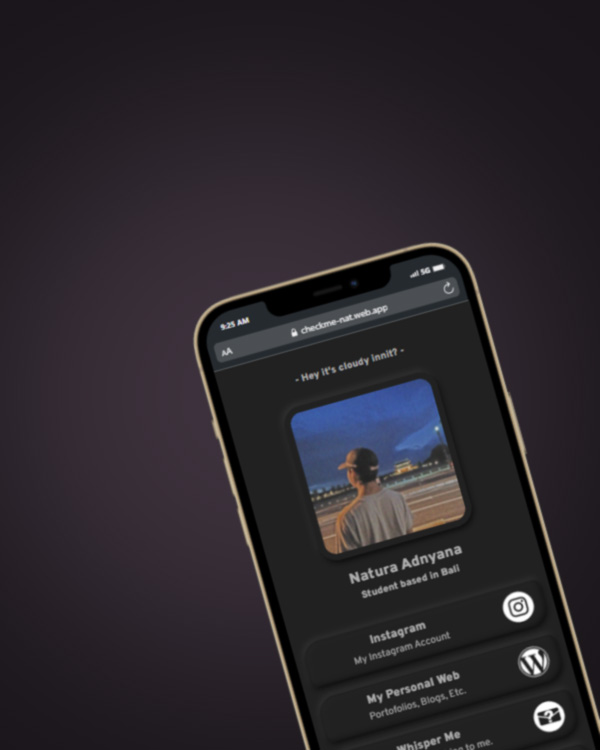 9:25 AM
5G
AA
checkme-nat.web.app
- Hey it's cloudy innit? -
Natura Adnyana
Student based in Bali
Instagram
My Instagram Account
My Personal Web
Portofolios, Blogs, Etc.
Whisper Me
to me.